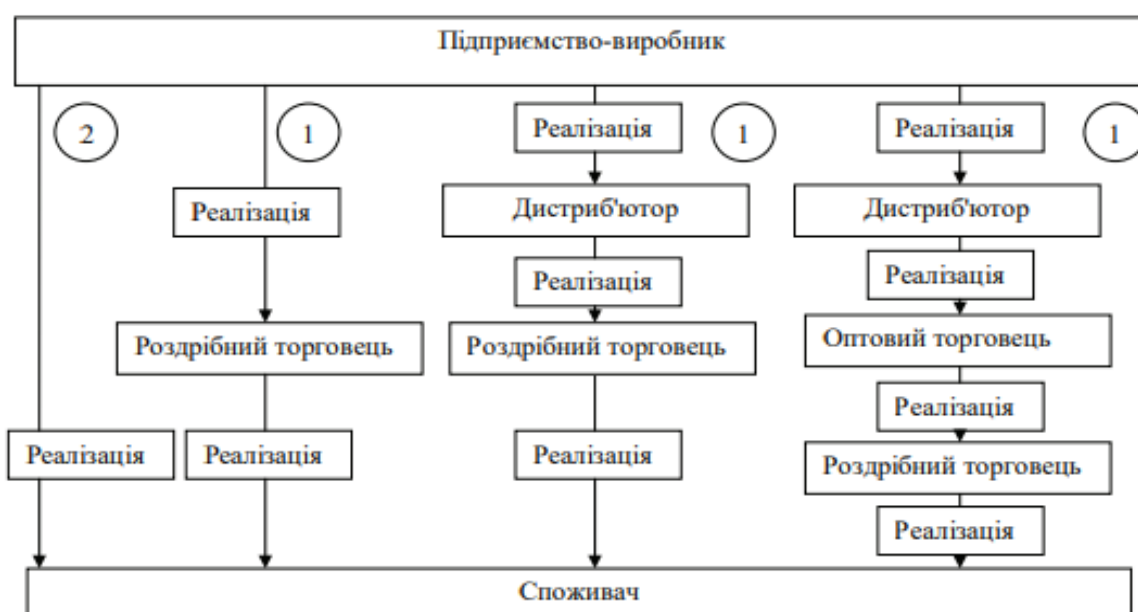 Підприємство-виробник
2
1
Реалізація
1
Реалізація
1
Реалізація
Дистриб'ютор
Дистриб'ютор
Реалізація
Реалізація
Роздрібний торговець
Роздрібний торговець
Оптовий торговець
Реалізація
Реалізація
Реалізація
Реалізація
Роздрібний торговець
Реалізація
Споживач